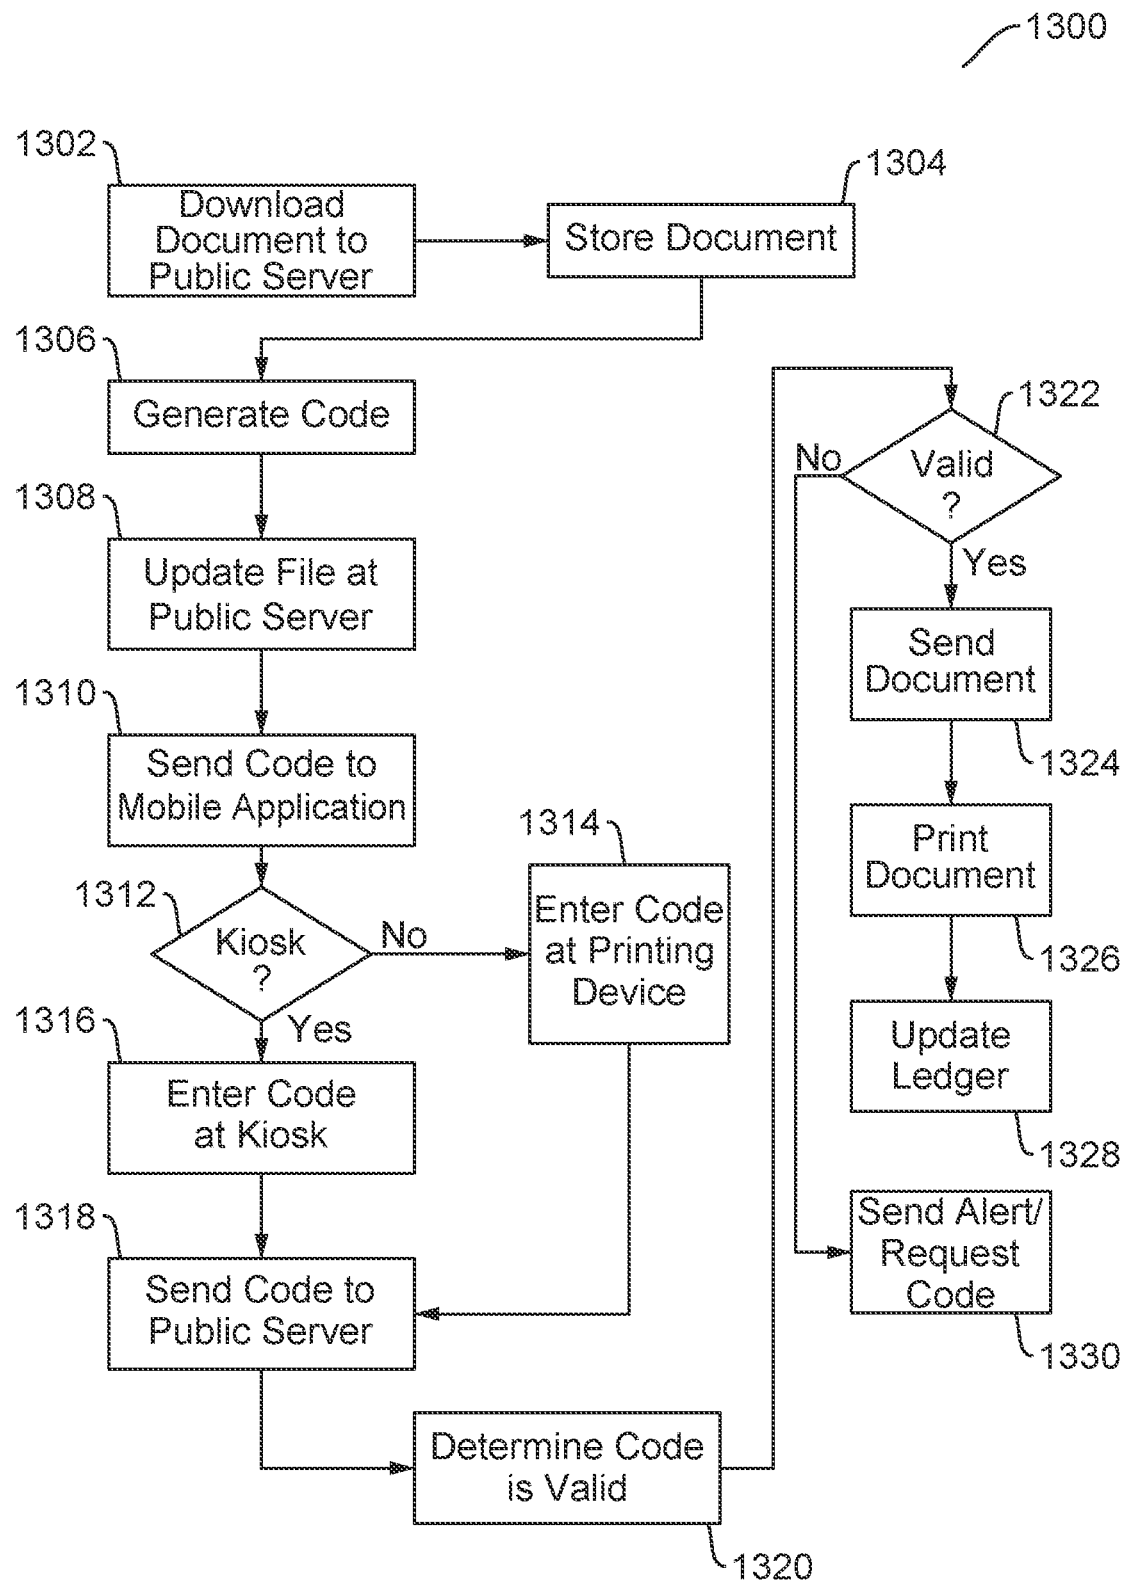 1300
1302
Download
Document to
Public Server
1304
Store Document
1306
Generate Code
1308
Update File at
Public Server
1310
Send Code to
Mobile Application
1312
Kiosk
?
No
Yes
1314
Enter Code
at Printing
Device
1316
Enter Code
at Kiosk
1318
Send Code to
Public Server
Determine Code
is Valid
1320
1322
Valid
?
No
Yes
Send
Document
1324
Print
Document
1326
Update
Ledger
1328
Send Alert/
Request
Code
1330